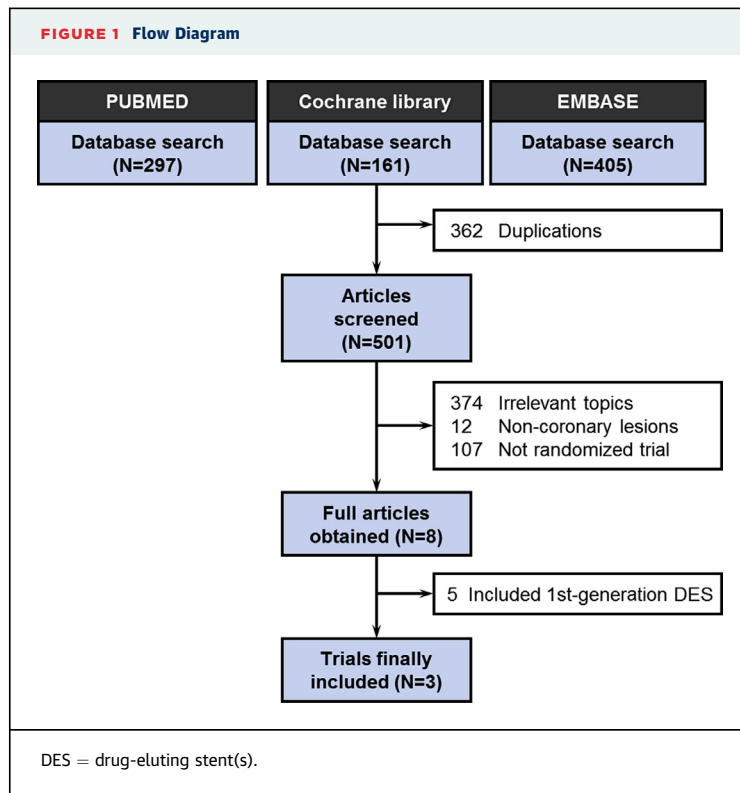 FIGURE 1 Flow Diagram
PUBMED
Database search
(N=297)
Cochrane library
Database search
(N=161)
EMBASE
Database search
(N=405)
362 Duplications
Articles
screened
(N=501)
374 Irrelevant topics
12 Non-coronary lesions
107 Not randomized trial
Full articles
obtained (N=8)
5 Included 1st-generation DES
Trials finally
included (N=3)
DES = drug-eluting stent(s).